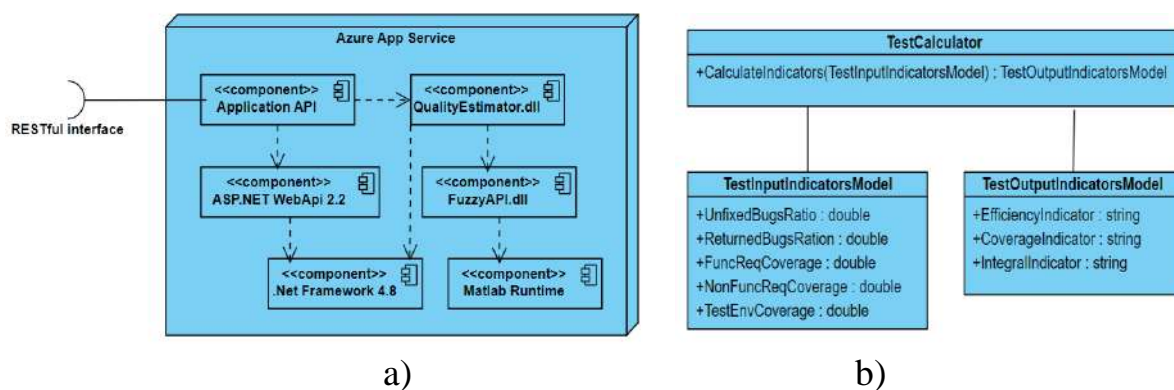 Azure App Service
<<component>>
Application API
<<component>>
QualityEstimator.dll
RESTful interface
<<component>>
ASP.NET WebApi 2.2
<<component>>
FuzzyAPI.dll
<<component>>
.Net Framework 4.8
<<component>>
Matlab Runtime
a)
TestCalculator
+CalculateIndicators(TestInputIndicatorsModel) : TestOutputIndicatorsModel
TestInputIndicatorsModel
+UnfixedBugsRatio : double
+ReturnedBugsRation : double
+FuncReqCoverage : double
+NonFuncReqCoverage : double
+TestEnvCoverage : double
TestOutputIndicatorsModel
+EfficiencyIndicator : string
+CoverageIndicator : string
+IntegralIndicator : string
b)